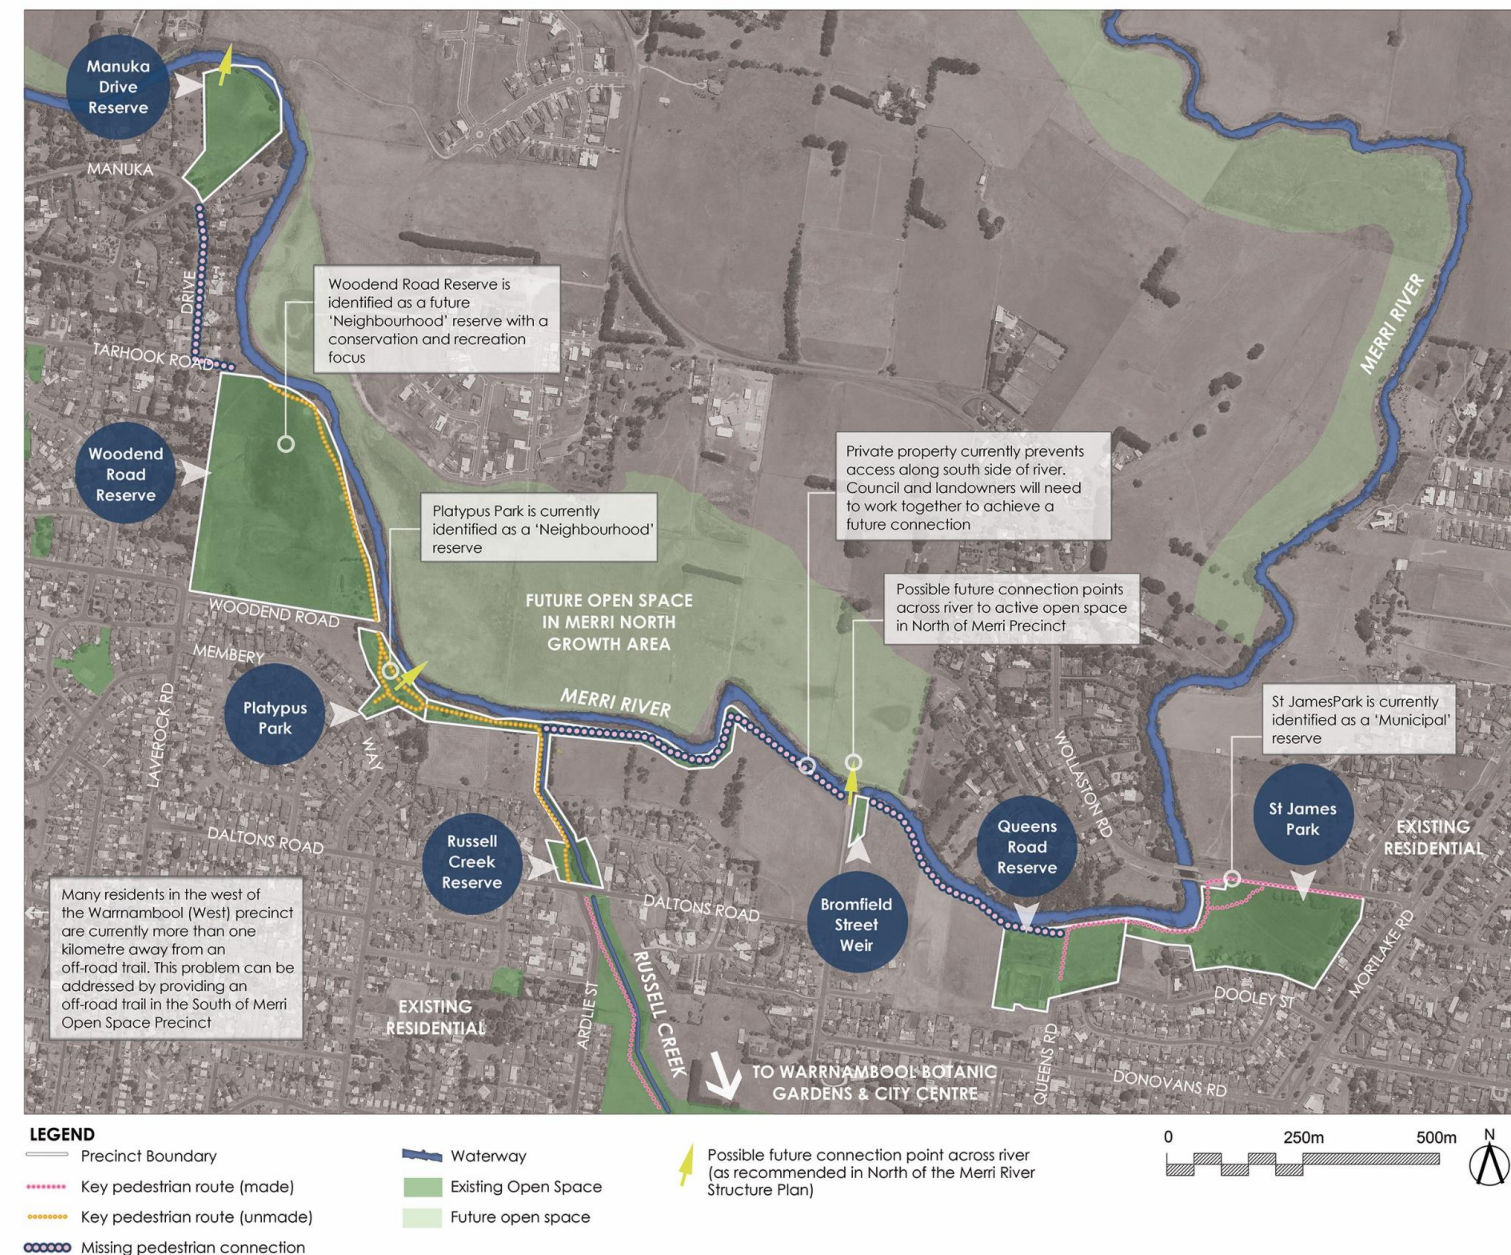 Manuka
Drive
Reserve
MANUKA
DRIVE
TARHOOK ROAD
Woodend Road Reserve is
identified as a future
‘Neighbourhood’ reserve with a
conservation and recreation
focus
MERRI RIVER
Woodend
Road
Reserve
Private property currently prevents
access along south side of river.
Council and landowners will need
to work together to achieve a
future connection
Platypus Park is currently
identified as a ‘Neighbourhood’
reserve
Possible future connection points
across river to active open space
in North of Merri Precinct
FUTURE OPEN SPACE
IN MERRI NORTH
GROWTH AREA
WOODEND ROAD
MEMBERY
WAY
LAVEROCK RD
Platypus
Park
MERRI RIVER
St JamesPark is currently
identified as a ‘Municipal’
reserve
WOLLASTON RD
St James
Park
EXISTING
RESIDENTIAL
Queens
Road
Reserve
DALTONS ROAD
Russell
Creek
Reserve
DALTONS ROAD
Bromfield
Street
Weir
Many residents in the west of
the Warrnambool (West) precinct
are currently more than one
kilometre away from an
off-road trail. This problem can be
addressed by providing an
off-road trail in the South of Merri
Open Space Precinct
EXISTING
RESIDENTIAL
ARDLIE ST
RUSSELL CREEK
MORTLAKE RD
DOOLEY ST
QUEENS RD
DONOVANS RD
TO WARRNAMBOOL BOTANIC
GARDENS & CITY CENTRE
LEGEND
Precinct Boundary
Key pedestrian route (made)
Key pedestrian route (unmade)
Missing pedestrian connection
Waterway
Existing Open Space
Future open space
Possible future connection point across river
(as recommended in North of the Merri River
Structure Plan)
0 250m 500m
N